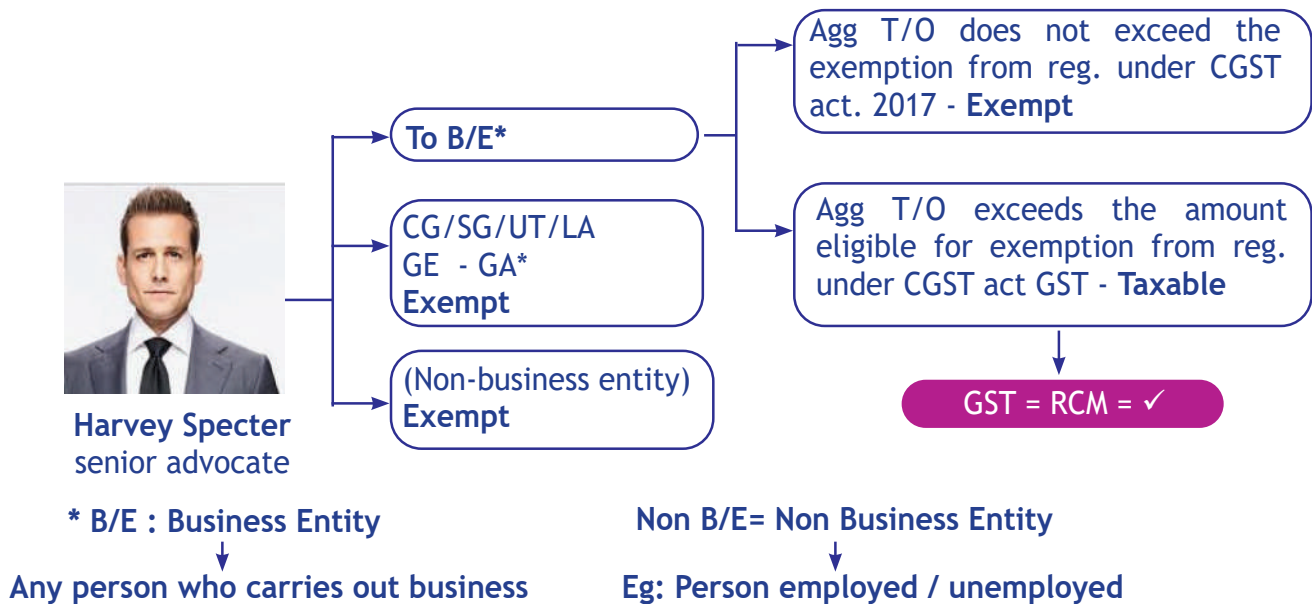 To B/E*
CG/SG/UT/LA
GE - GA*
Exempt
(Non-business entity)
Exempt
Agg T/O does not exceed the
exemption from reg. under CGST
act. 2017 - Exempt
Agg T/O exceeds the amount
eligible for exemption from reg.
under CGST act GST - Taxable
GST = RCM = ✓
Harvey Specter
senior advocate
* B/E : Business Entity
Any person who carries out business
Non B/E= Non Business Entity
Eg: Person employed / unemployed